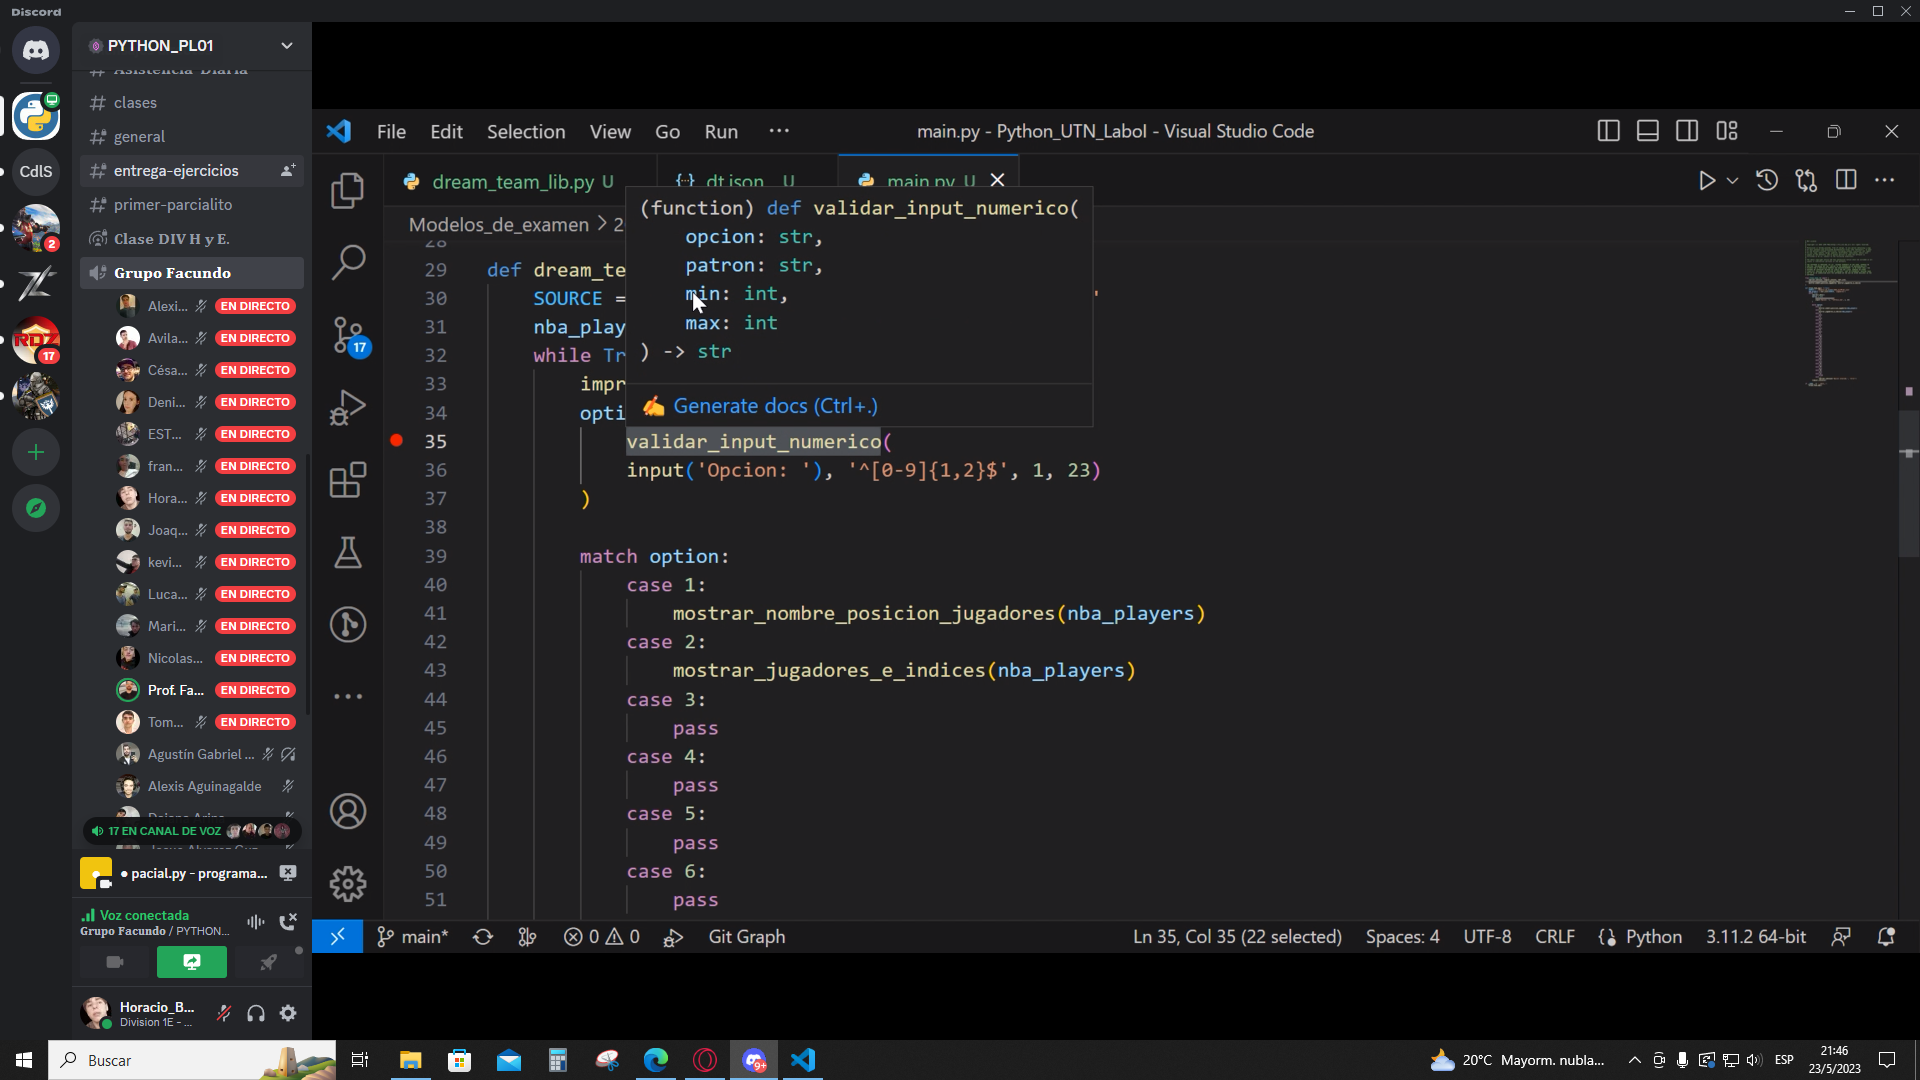 Discord
PYTHON_PL01
Asistencia-Diaria
clases
general
entrega-ejercicios
primer-parcialito
Clase DIV H y E.
Grupo Facundo
Alexi... EN DIRECTO
Avila... EN DIRECTO
Césa... EN DIRECTO
Deni... EN DIRECTO
EST... EN DIRECTO
fran... EN DIRECTO
Hora... EN DIRECTO
Joaq... EN DIRECTO
kevi... EN DIRECTO
Luca... EN DIRECTO
Mari... EN DIRECTO
Nicolas... EN DIRECTO
Prof. Fa... EN DIRECTO
Tom... EN DIRECTO
Agustín Gabriel ...
Alexis Aguinagalde
17 EN CANAL DE VOZ
● pacial.py - programa...
Voz conectada
Grupo Facundo / PYTHON...
Horacio_B...
Division 1E - ...
CdlS
2
17
File Edit Selection View Go Run ···
main.py - Python_UTN_LaboI - Visual Studio Code
dream_team_lib.py U
dt.json U
main.py U
Modelos_de_examen > 2
17
(function) def validar_input_numerico(
opcion: str,
patron: str,
min: int,
max: int
) -> str
Generate docs (Ctrl+.)
28
29 def dream_te
30 SOURCE = '
31 nba_play
32 while Tr
33 impr
34 opti
35 validar_input_numerico(
36 input('Opcion: '), '^[0-9]{1,2}$', 1, 23)
37 )
38
39 match option:
40 case 1:
41 mostrar_nombre_posicion_jugadores(nba_players)
42 case 2:
43 mostrar_jugadores_e_indices(nba_players)
44 case 3:
45 pass
46 case 4:
47 pass
48 case 5:
49 pass
50 case 6:
51 pass
main* 0 0 Git Graph
Ln 35, Col 35 (22 selected) Spaces: 4 UTF-8 CRLF Python 3.11.2 64-bit
Buscar
9+
20°C Mayorm. nubla...
ESP
21:46
23/5/2023